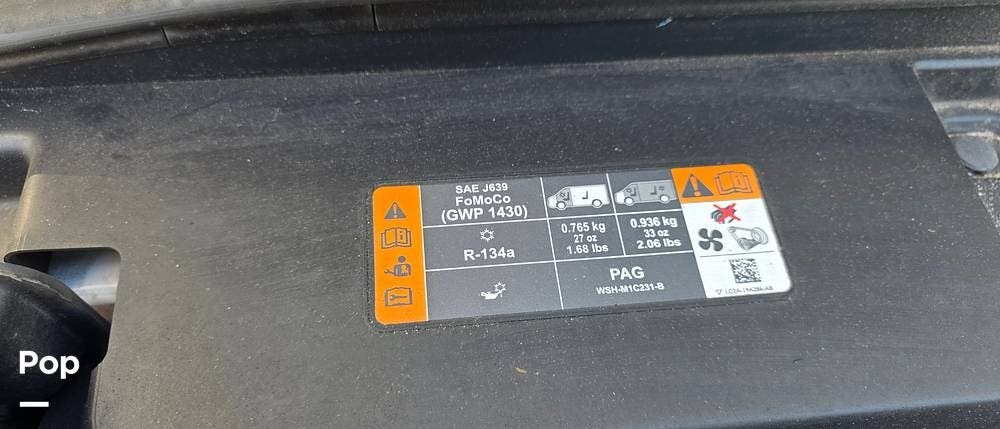 SAE J639
FoMoCo
(GWP 1430)
R-134a
0.765 kg
27 oz
1.68 lbs
0.936 kg
33 oz
2.06 lbs
PAG
WSH-M1C231-B
Pop